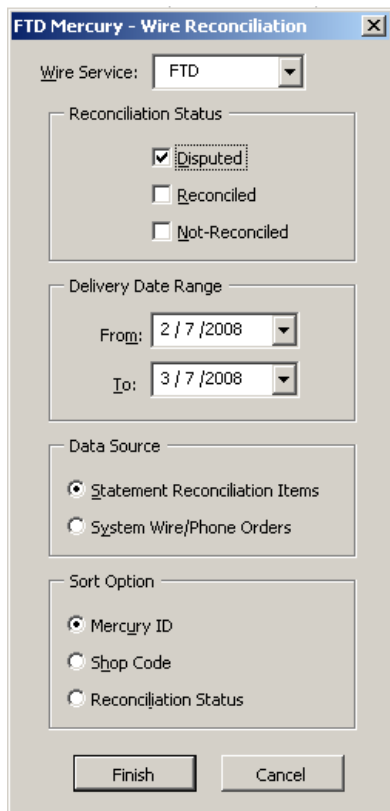 FTD Mercury - Wire Reconciliation
Wire Service: FTD
Reconciliation Status
Disputed
Reconciled
Not-Reconciled
Delivery Date Range
From: 2 / 7 /2008
To: 3 / 7 /2008
Data Source
Statement Reconciliation Items
System Wire/Phone Orders
Sort Option
Mercury ID
Shop Code
Reconciliation Status
Finish Cancel